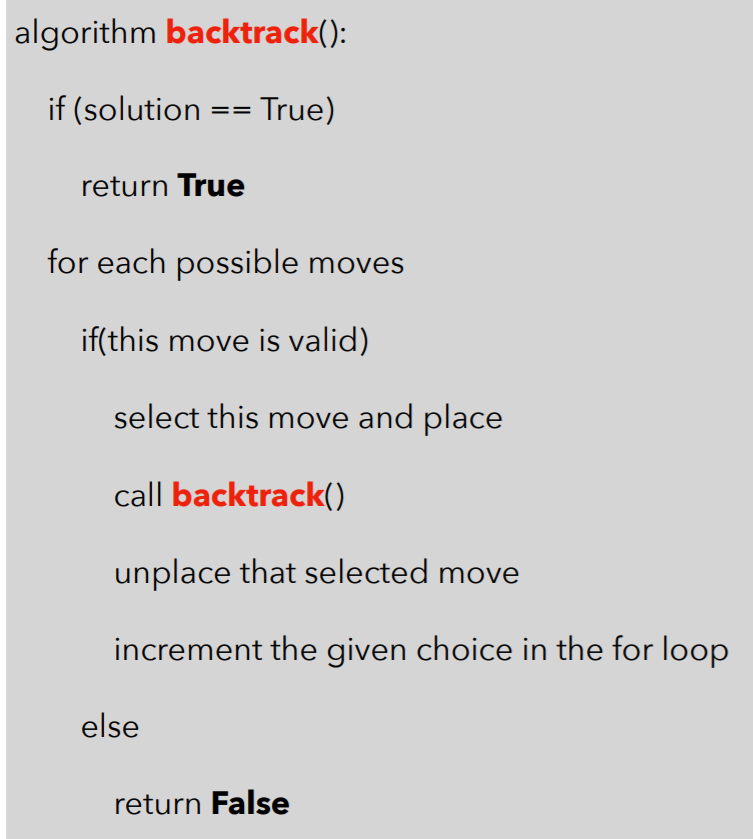 algorithm backtrack():
if (solution == True)
return True
for each possible moves
if(this move is valid)
select this move and place
call backtrack()
unplace that selected move
increment the given choice in the for loop
else
return False